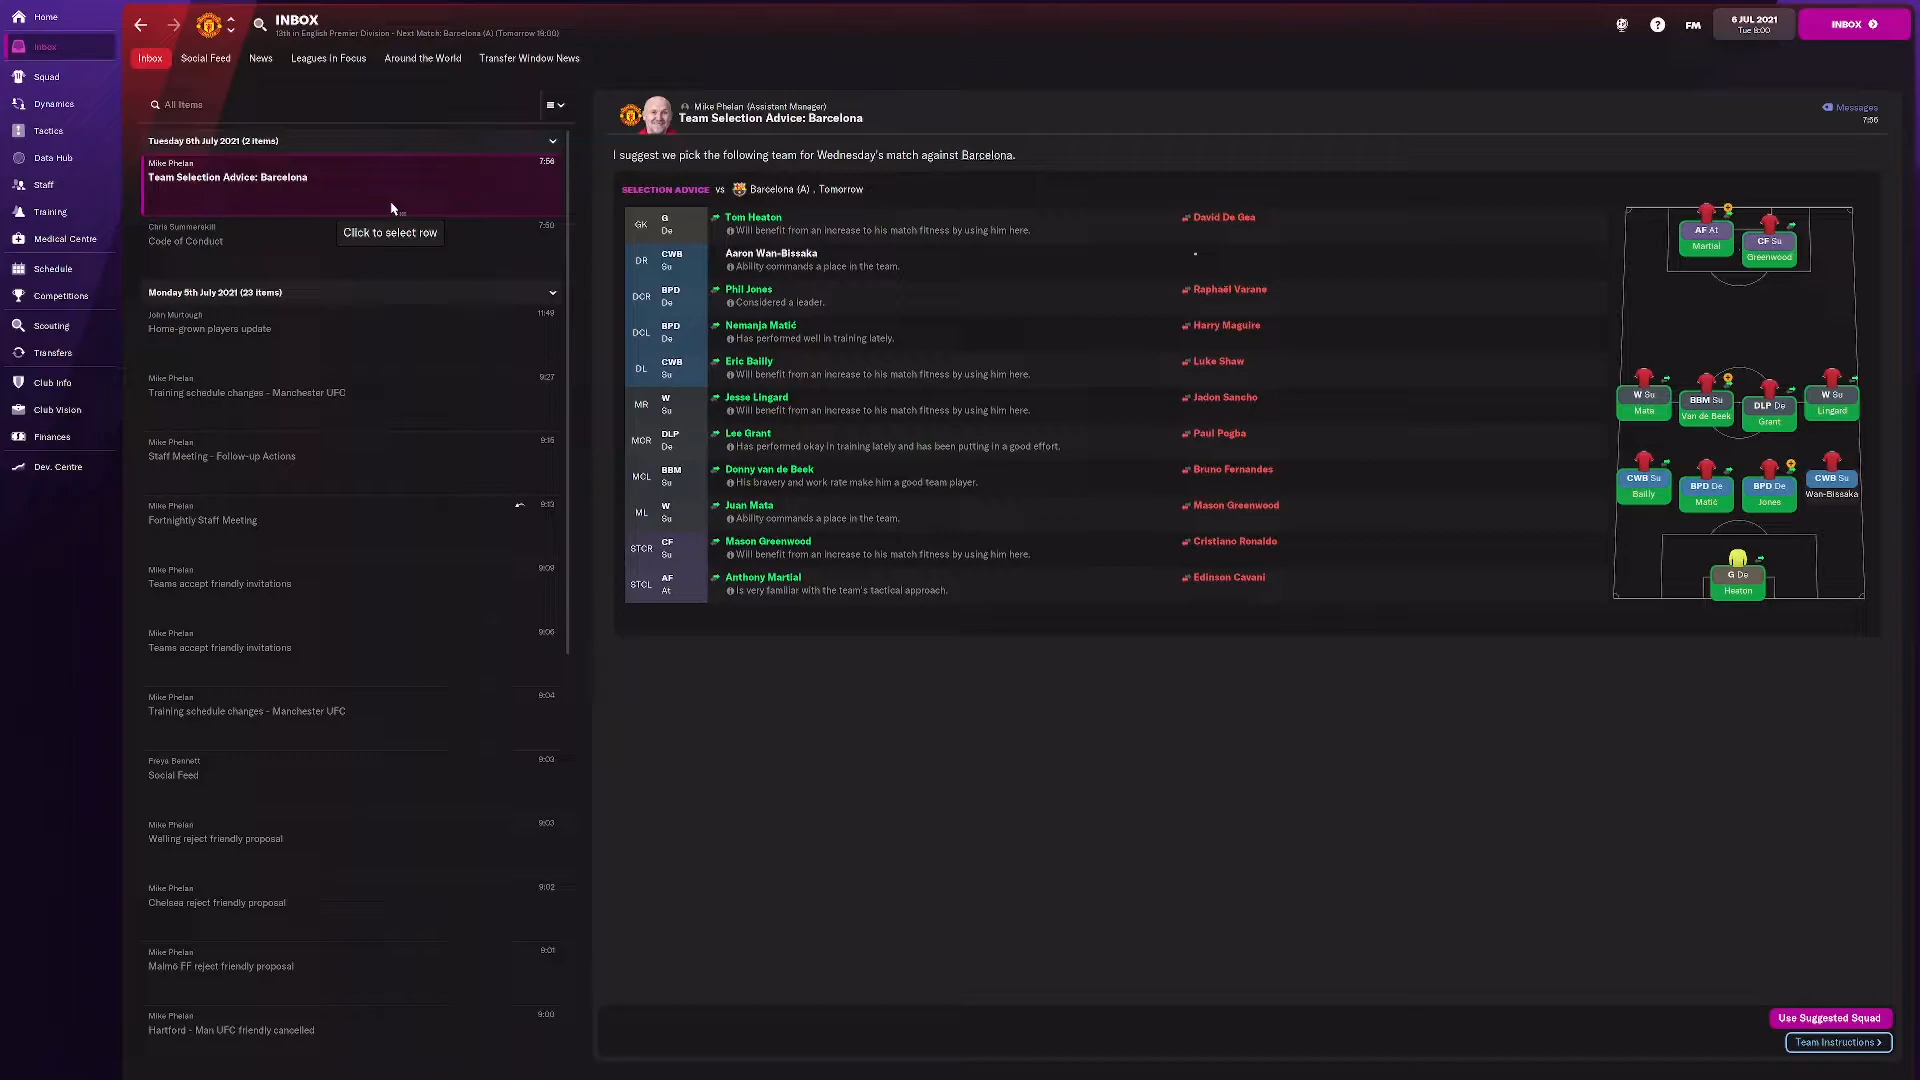 Home
Inbox
Squad
Dynamics
Tactics
Data Hub
Staff
Training
Medical Centre
Schedule
Competitions
Scouting
Transfers
Club Info
Club Vision
Finances
Dev. Centre
INBOX
13th in English Premier Division - Next Match: Barcelona (A) (Tomorrow 19:00)
FM
6 JUL 2021
Tue 8:00
INBOX
Inbox
Social Feed
News
Leagues In Focus
Around the World
Transfer Window News
All Items
Tuesday 6th July 2021 (2 items)
Mike Phelan
7:56
Team Selection Advice: Barcelona
Click to select row
Chris Summerskill
7:50
Code of Conduct
Monday 5th July 2021 (23 items)
John Murtough
11:49
Home-grown players update
Mike Phelan
9:27
Training schedule changes - Manchester UFC
Mike Phelan
9:16
Staff Meeting - Follow-up Actions
Mike Phelan
9:13
Fortnightly Staff Meeting
Mike Phelan
9:09
Teams accept friendly invitations
Mike Phelan
9:06
Teams accept friendly invitations
Mike Phelan
9:04
Training schedule changes - Manchester UFC
Freya Bennett
9:03
Social Feed
Mike Phelan
9:03
Welling reject friendly proposal
Mike Phelan
9:02
Chelsea reject friendly proposal
Mike Phelan
9:01
Malmö FF reject friendly proposal
Mike Phelan
9:00
Hartford - Man UFC friendly cancelled
Mike Phelan (Assistant Manager)
Team Selection Advice: Barcelona
Messages
7:56
I suggest we pick the following team for Wednesday's match against Barcelona.
SELECTION ADVICE vs Barcelona (A) , Tomorrow
GK G De Tom Heaton David De Gea
Will benefit from an increase to his match fitness by using him here.
DR CWB Su Aaron Wan-Bissaka -
Ability commands a place in the team.
DCR BPD De Phil Jones Raphaël Varane
Considered a leader.
DCL BPD De Nemanja Matić Harry Maguire
Has performed well in training lately.
DL CWB Su Eric Bailly Luke Shaw
Will benefit from an increase to his match fitness by using him here.
MR W Su Jesse Lingard Jadon Sancho
Will benefit from an increase to his match fitness by using him here.
MCR DLP De Lee Grant Paul Pogba
Has performed okay in training lately and has been putting in a good effort.
MCL BBM Su Donny van de Beek Bruno Fernandes
His bravery and work rate make him a good team player.
ML W Su Juan Mata Mason Greenwood
Ability commands a place in the team.
STCR CF Su Mason Greenwood Cristiano Ronaldo
Will benefit from an increase to his match fitness by using him here.
STCL AF At Anthony Martial Edinson Cavani
Is very familiar with the team's tactical approach.
AF At
Martial
CF Su
Greenwood
W Su
Mata
BBM Su
Van de Beek
DLP De
Grant
W Su
Lingard
CWB Su
Bailly
BPD De
Matić
BPD De
Jones
CWB Su
Wan-Bissaka
G De
Heaton
Use Suggested Squad
Team Instructions >